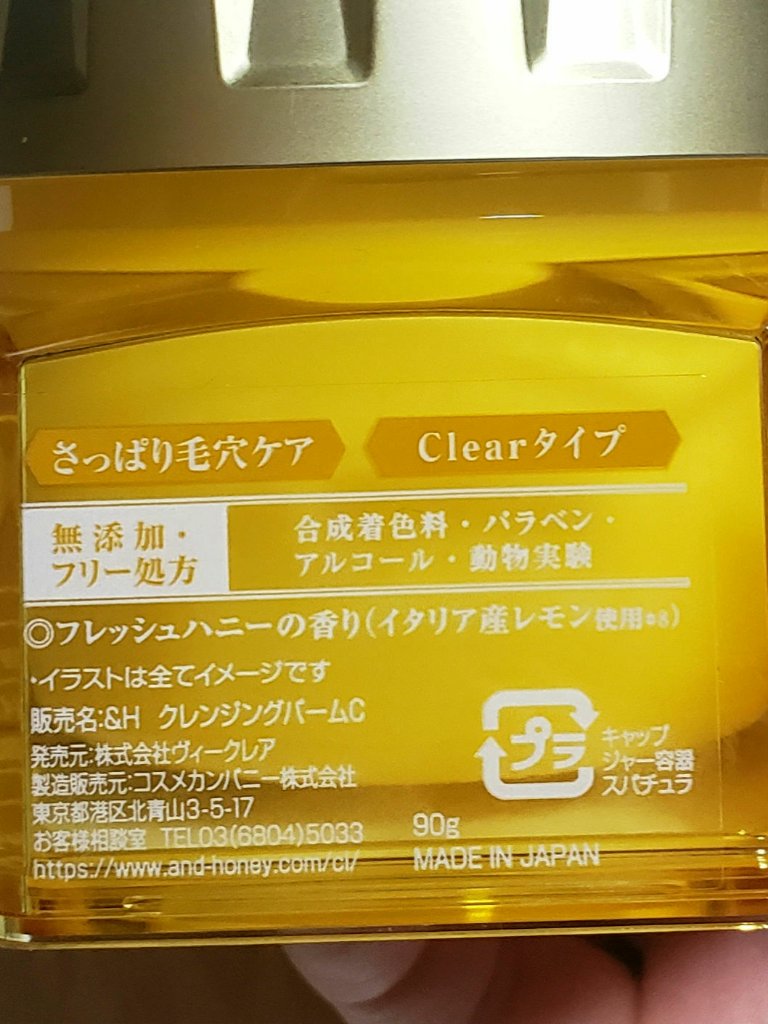 さっぱり毛穴ケア
Clearタイプ
無添加・
フリー処方
合成着色料・パラベン・
アルコール・動物実験
◎フレッシュハニーの香り(イタリア産レモン使用※8)
・イラストは全てイメージです
販売名:&H クレンジングバームC
発売元:株式会社ヴィークレア
製造販売元:コスメカンパニー株式会社
東京都港区北青山3-5-17
お客様相談室 TEL03(6804)5033
https://www.and-honey.com/cl/
プラ
キャップ
ジャー容器
スパチュラ
90g
MADE IN JAPAN